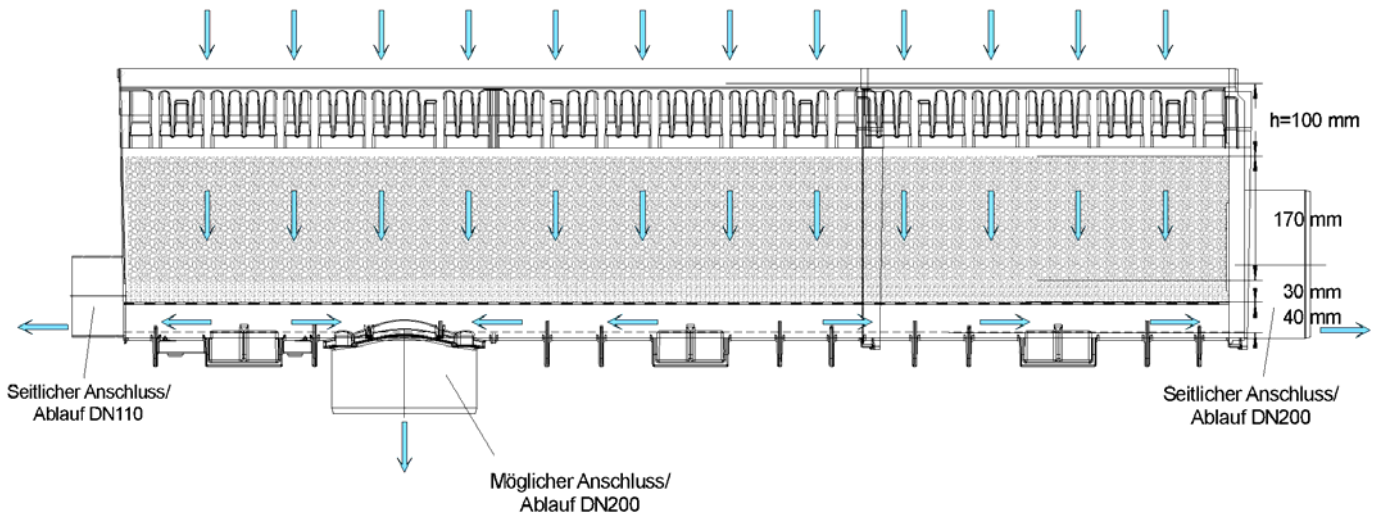 h=100 mm
170 mm
30 mm
40 mm
Seitlicher Anschluss/
Ablauf DN110
Seitlicher Anschluss/
Ablauf DN200
Möglicher Anschluss/
Ablauf DN200